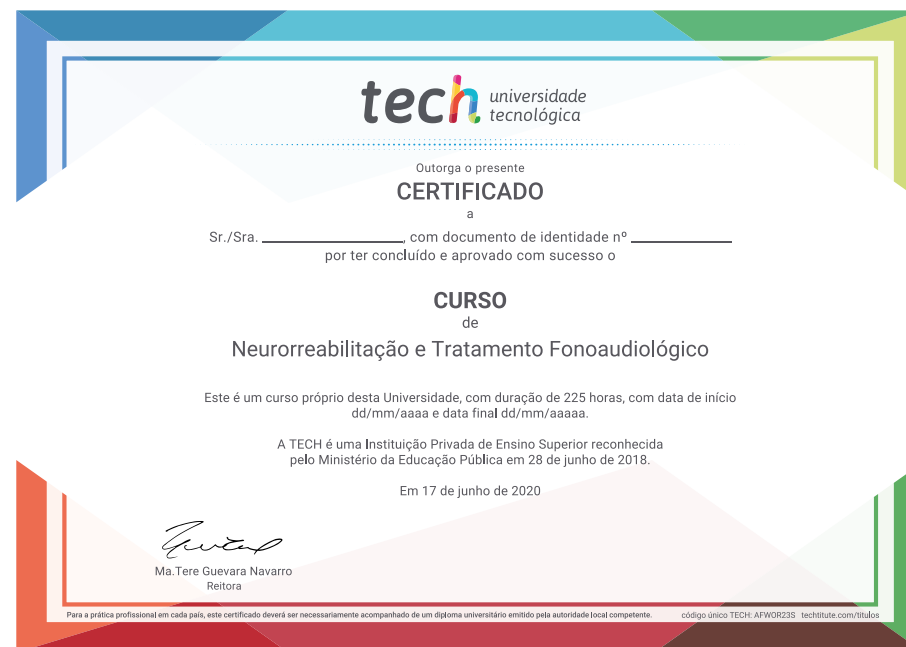 tech universidade
tecnológica
Outorga o presente
CERTIFICADO
a
Sr./Sra. ____________, com documento de identidade nº ____________
por ter concluído e aprovado com sucesso o
CURSO
de
Neurorreabilitação e Tratamento Fonoaudiológico
Este é um curso próprio desta Universidade, com duração de 225 horas, com data de início
dd/mm/aaaa e data final dd/mm/aaaaa.
A TECH é uma Instituição Privada de Ensino Superior reconhecida
pelo Ministério da Educação Pública em 28 de junho de 2018.
Em 17 de junho de 2020
Ma.Tere Guevara Navarro
Reitora
Para a prática profissional em cada país, este certificado deverá ser necessariamente acompanhado de um diploma universitário emitido pela autoridade local competente. código único TECH: AFWOR23S techtitute.com/titulos